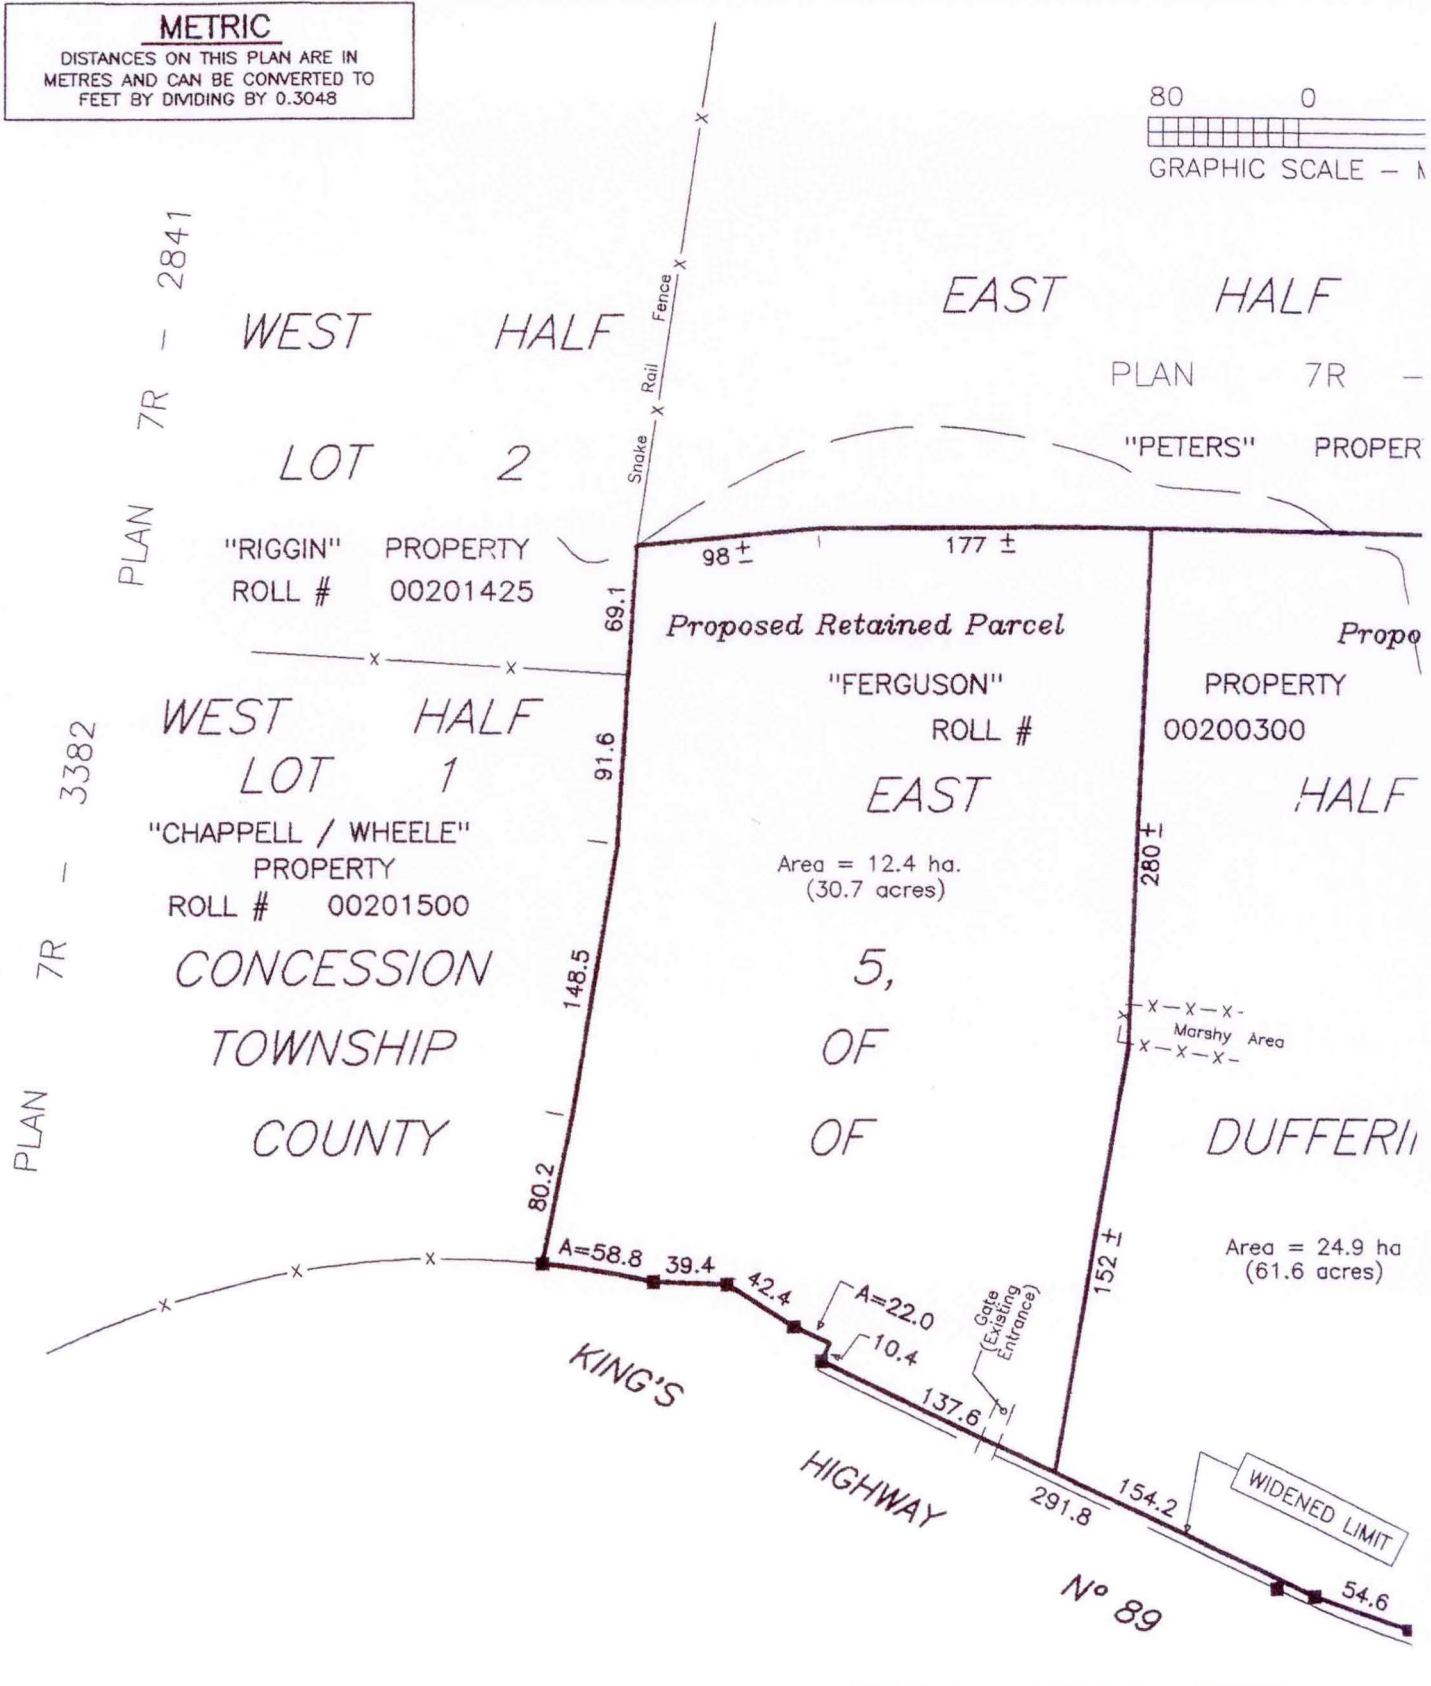 METRIC
DISTANCES ON THIS PLAN ARE IN
METRES AND CAN BE CONVERTED TO
FEET BY DIVIDING BY 0.3048
80 0
GRAPHIC SCALE -
PLAN 7R - 2841
WEST HALF
LOT 2
"RIGGIN" PROPERTY
ROLL # 00201425
Snake Rail Fence
EAST HALF
PLAN 7R -
"PETERS" PROPER
98 ±
177 ±
69.1
Proposed Retained Parcel
Propo
"FERGUSON" PROPERTY
ROLL # 00200300
PLAN 7R - 3382
WEST HALF
LOT 1
91.6
"CHAPPELL / WHEELE"
PROPERTY
ROLL # 00201500
EAST HALF
Area = 12.4 ha.
(30.7 acres)
280 ±
CONCESSION 5,
148.5
TOWNSHIP OF
Marshy Area
COUNTY OF DUFFERI
80.2
152 ±
Area = 24.9 ha
(61.6 acres)
A=58.8
39.4
42.4
A=22.0
10.4
Gate
(Existing
Entrance)
137.6
291.8
154.2
WIDENED LIMIT
54.6
KING'S
HIGHWAY
Nº 89